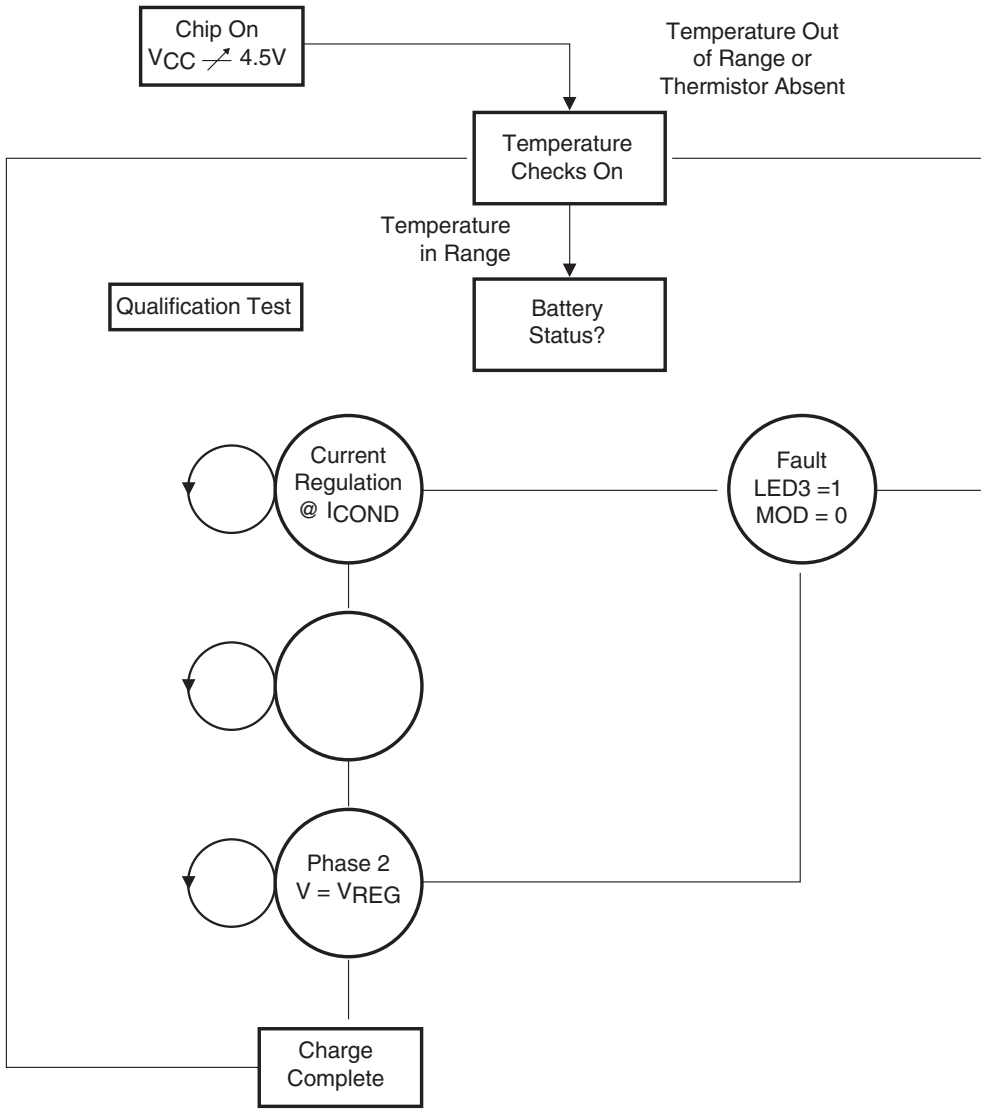 Chip On
VCC 4.5V
Temperature Out
of Range or
Thermistor Absent
Temperature
Checks On
Temperature
in Range
Qualification Test
Battery
Status?
Current
Regulation
@ ICOND
Fault
LED3 =1
MOD = 0
Phase 2
V = VREG
Charge
Complete